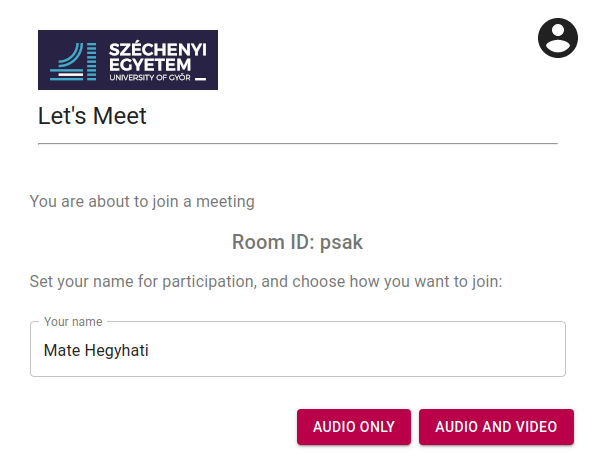 SZÉCHENYI
EGYETEM
UNIVERSITY OF GYŐR
Let's Meet
You are about to join a meeting
Room ID: psak
Set your name for participation, and choose how you want to join:
Your name
Mate Hegyhati
AUDIO ONLY
AUDIO AND VIDEO